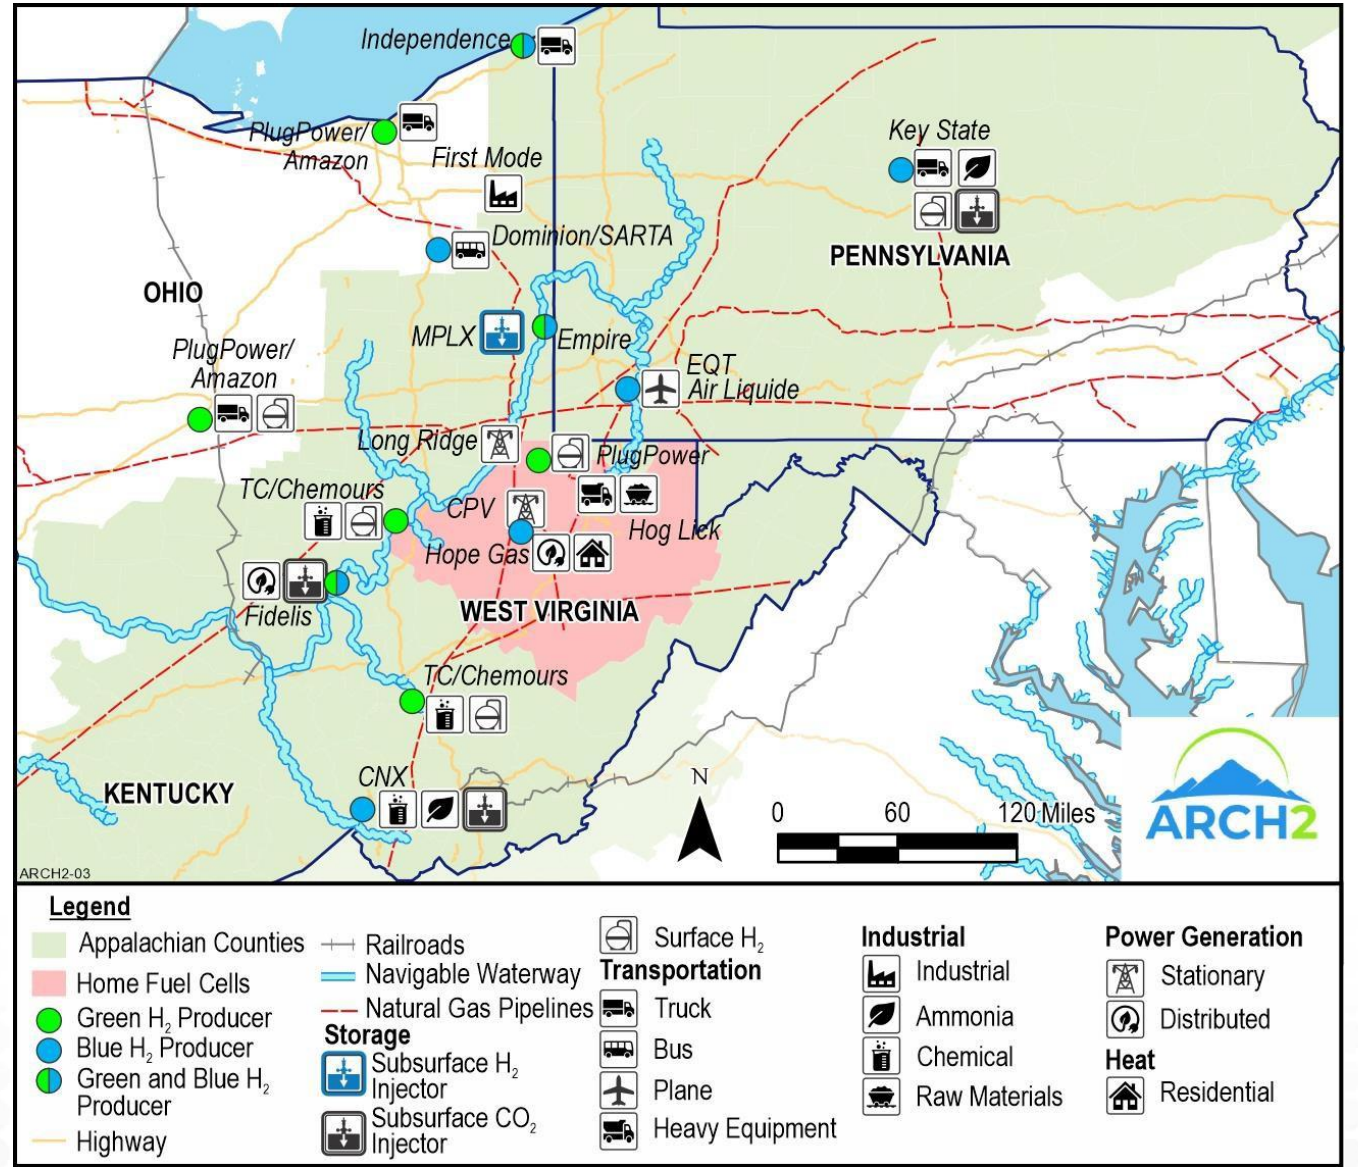 Independence
PlugPower/
Amazon
First Mode
Key State
Dominion/SARTA
PENNSYLVANIA
OHIO
MPLX
Empire
PlugPower/
Amazon
EQT
Air Liquide
Long Ridge
PlugPower
TC/Chemours
CPV
Hog Lick
Hope Gas
Fidelis
WEST VIRGINIA
TC/Chemours
CNX
KENTUCKY
N
0 60 120 Miles
ARCH2
ARCH2-03
Legend
Appalachian Counties
Home Fuel Cells
Green H2 Producer
Blue H2 Producer
Green and Blue H2
Producer
Highway
Railroads
Navigable Waterway
Natural Gas Pipelines
Storage
Subsurface H2
Injector
Subsurface CO2
Injector
Surface H2
Transportation
Truck
Bus
Plane
Heavy Equipment
Industrial
Industrial
Ammonia
Chemical
Raw Materials
Power Generation
Stationary
Distributed
Heat
Residential